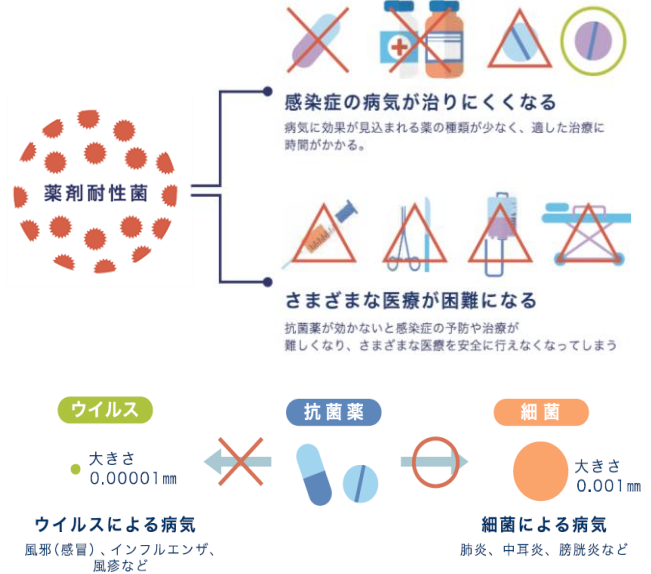 薬剤耐性菌
感染症の病気が治りにくくなる
病気に効果が見込まれる薬の種類が少なく、適した治療に
時間がかかる。
さまざまな医療が困難になる
抗菌薬が効かないと感染症の予防や治療が
難しくなり、さまざまな医療を安全に行えなくなってしまう
ウイルス
大きさ
0.00001㎜
ウイルスによる病気
風邪(感冒)、インフルエンザ、
風疹など
抗菌薬
細菌
大きさ
0.001㎜
細菌による病気
肺炎、中耳炎、膀胱炎など